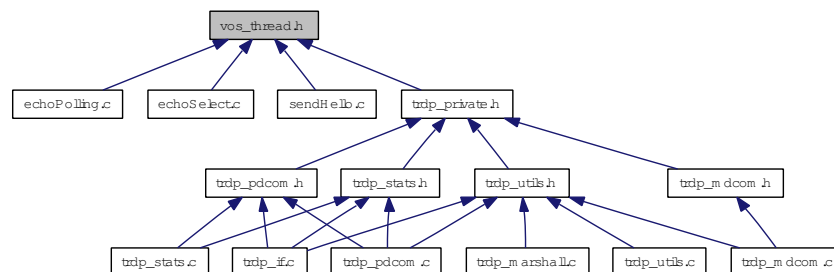 vos_thread.h
echoPolling.c
echoSelect.c
sendHello.c
trdp_private.h
trdp_pdcom.h
trdp_stats.h
trdp_utils.h
trdp_mdcom.h
trdp_stats.c
trdp_if.c
trdp_pdcom.c
trdp_marshall.c
trdp_utils.c
trdp_mdcom.c